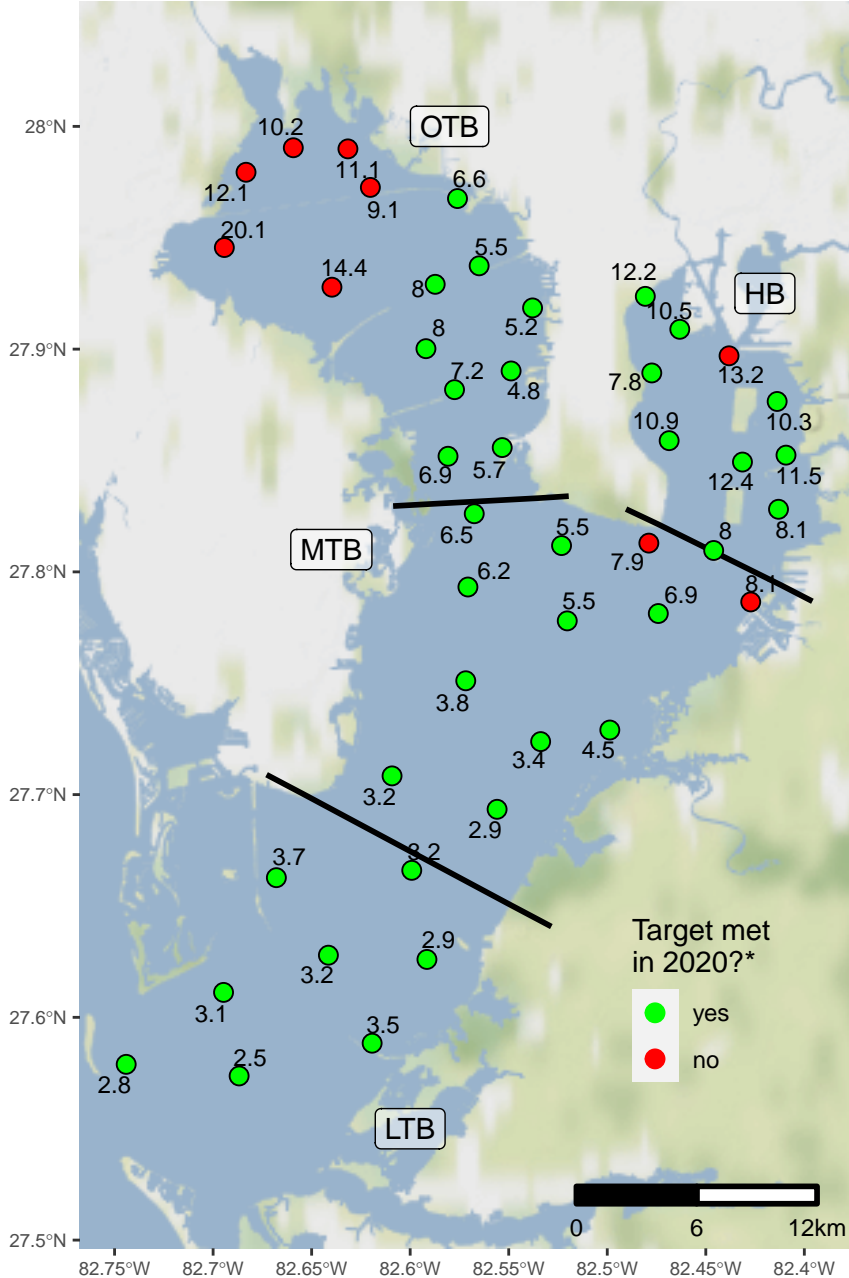 28°N
27.9°N
27.8°N
27.7°N
27.6°N
27.5°N
OTB
10.2
11.1
12.1
9.1
6.6
20.1
14.4
5.5
8
5.2
8
7.2
4.8
6.9
5.7
HB
12.2
10.5
13.2
7.8
10.3
10.9
12.4
11.5
8.1
8
MTB
6.5
5.5
7.9
8.1
6.2
5.5
6.9
3.8
3.4
4.5
3.2
2.9
3.2
3.7
2.9
3.2
3.1
3.5
2.8
2.5
LTB
Target met
in 2020?*
yes
no
0 6 12km
82.75°W 82.7°W 82.65°W 82.6°W 82.55°W 82.5°W 82.45°W 82.4°W